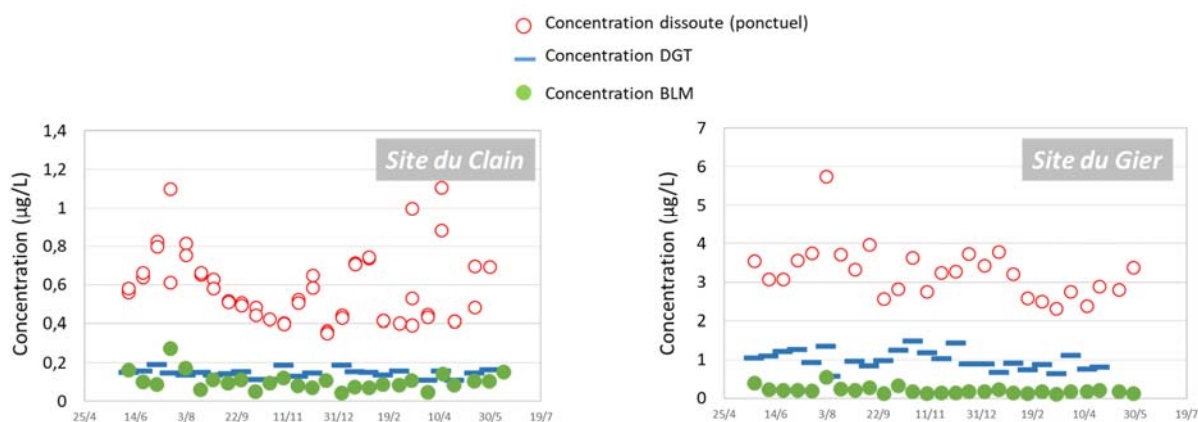 Concentration dissoute (ponctuel)
Concentration DGT
Concentration BLM
Site du Clain
Concentration (µg/L)
1,4
1,2
1
0,8
0,6
0,4
0,2
0
25/4 14/6 3/8 22/9 11/11 31/12 19/2 10/4 30/5 19/7
Site du Gier
Concentration (µg/L)
7
6
5
4
3
2
1
0
25/4 14/6 3/8 22/9 11/11 31/12 19/2 10/4 30/5 19/7